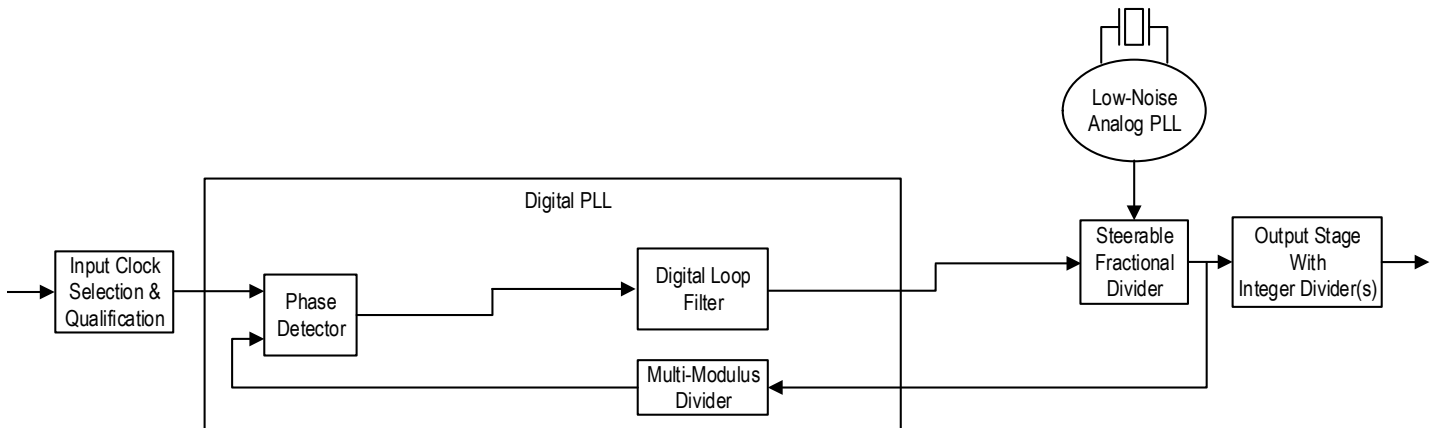 Low-Noise
Analog PLL
Digital PLL
Input Clock
Selection &
Qualification
Phase
Detector
Digital Loop
Filter
Steerable
Fractional
Divider
Output Stage
With
Integer Divider(s)
Multi-Modulus
Divider